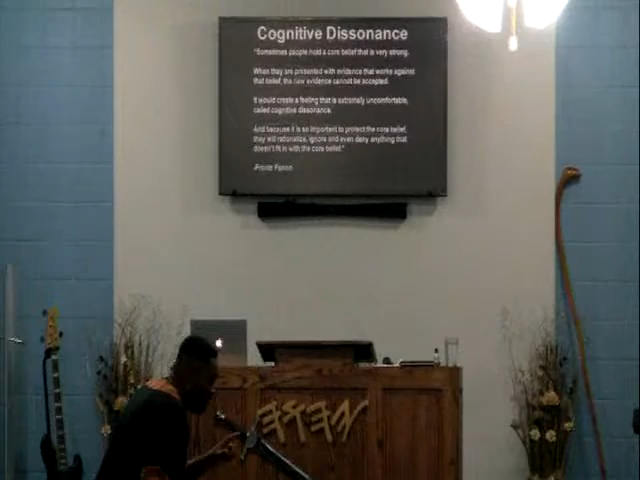 Cognitive Dissonance
"Sometimes people hold a core belief that is very strong.
When they are presented with evidence that works against
that belief, the new evidence cannot be accepted.
It would create a feeling that is extremely uncomfortable,
called cognitive dissonance.
And because it is so important to protect the core belief,
they will rationalize, ignore and even deny anything that
doesn't fit in with the core belief."
-Frantz Fanon